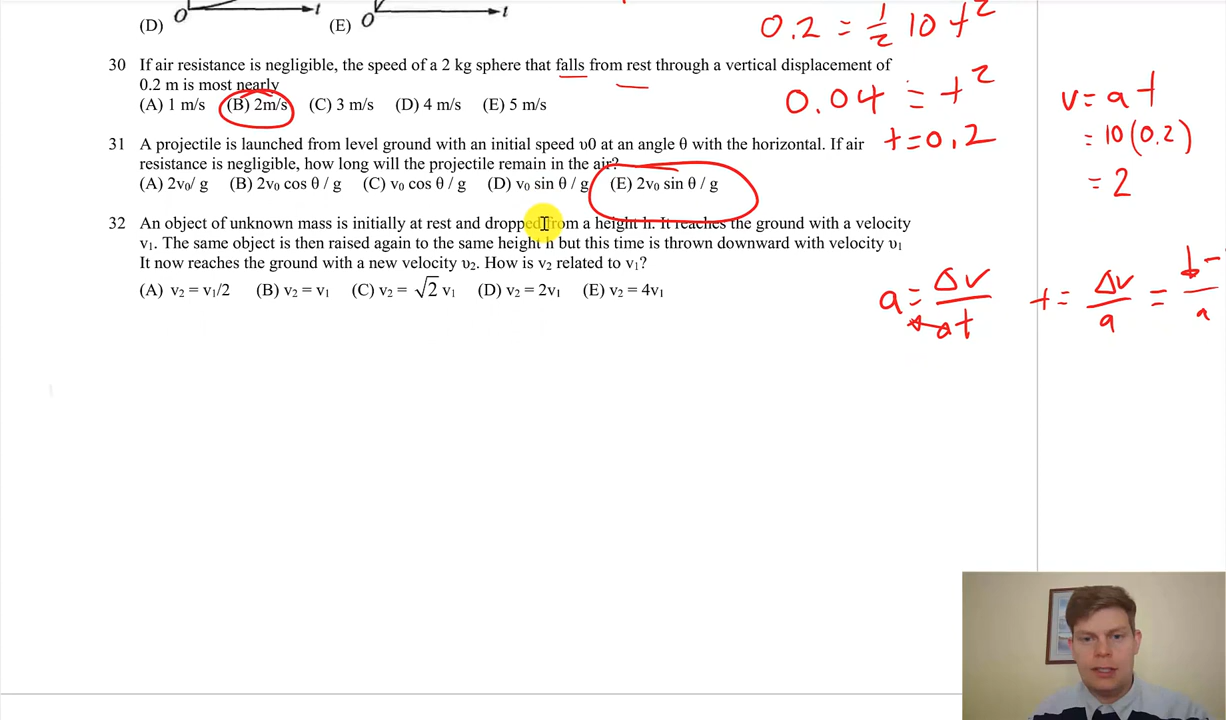 O t O t
(D) (E)
0.2 = 1/2 10 t²
30 If air resistance is negligible, the speed of a 2 kg sphere that falls from rest through a vertical displacement of
0.2 m is most nearly
(A) 1 m/s (B) 2m/s (C) 3 m/s (D) 4 m/s (E) 5 m/s
0.04 = t²
t = 0.2
v = a t
= 10 (0.2)
= 2
31 A projectile is launched from level ground with an initial speed υ0 at an angle θ with the horizontal. If air
resistance is negligible, how long will the projectile remain in the air?
(A) 2v₀/ g (B) 2v₀ cos θ / g (C) v₀ cos θ / g (D) v₀ sin θ / g (E) 2v₀ sin θ / g
32 An object of unknown mass is initially at rest and dropped from a height h. It reaches the ground with a velocity
v₁. The same object is then raised again to the same height h but this time is thrown downward with velocity υ₁
It now reaches the ground with a new velocity υ₂. How is v₂ related to v₁?
(A) v₂ = v₁/2 (B) v₂ = v₁ (C) v₂ = √2 v₁ (D) v₂ = 2v₁ (E) v₂ = 4v₁
a = Δv / t t = Δv / a =